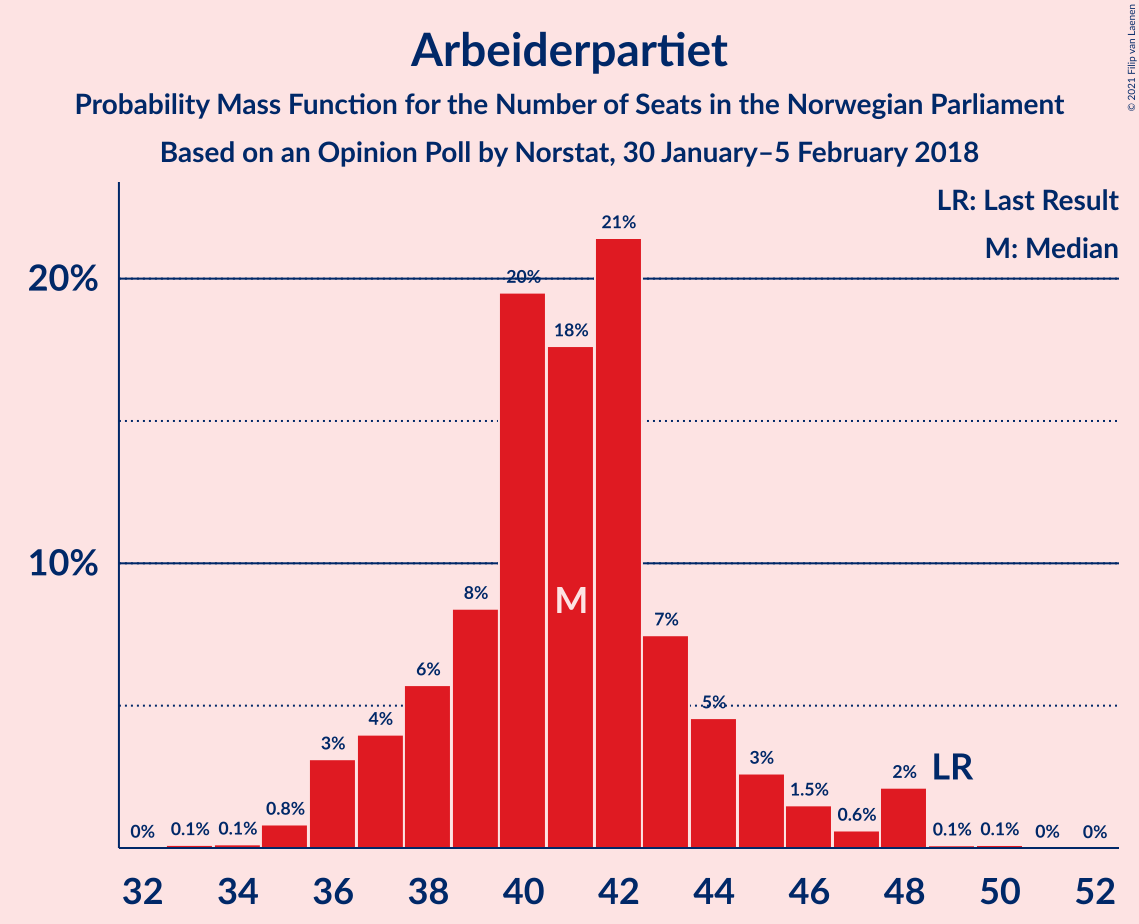 Arbeiderpartiet
Probability Mass Function for the Number of Seats in the Norwegian Parliament
Based on an Opinion Poll by Norstat, 30 January–5 February 2018
© 2021 Filip van Laenen
LR: Last Result
M: Median
20%
10%
0%
0.1%
0.1%
0.8%
3%
4%
6%
8%
20%
18%
21%
7%
5%
3%
1.5%
0.6%
2%
0.1%
0.1%
0%
0%
M
LR
32 34 36 38 40 42 44 46 48 50 52